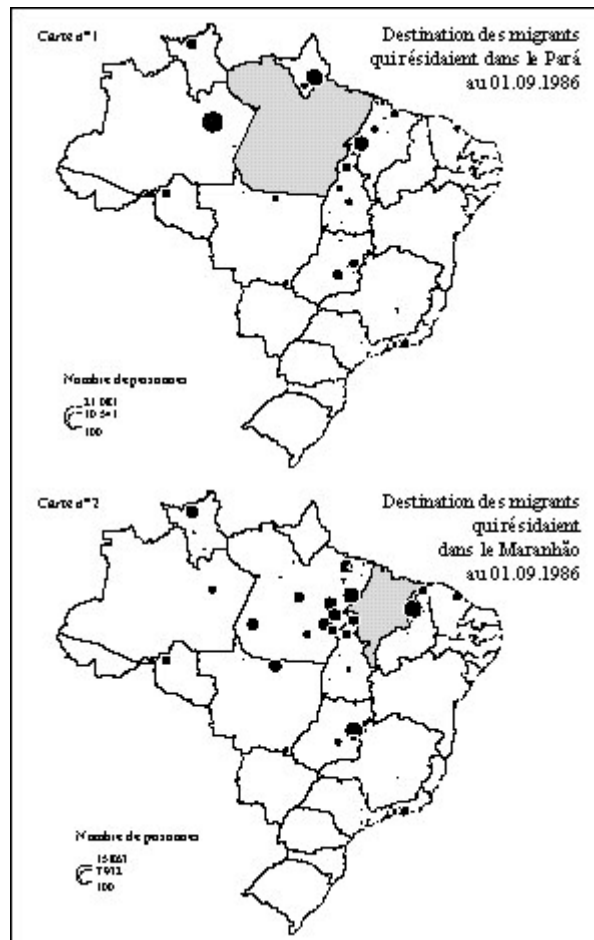 Carte n°1
Destination des migrants
qui résidaient dans le Pará
au 01.09.1986
Nombre de personnes
100
Carte n°2
Destination des migrants
qui résidaient
dans le Maranhão
au 01.09.1986
Nombre de personnes
100